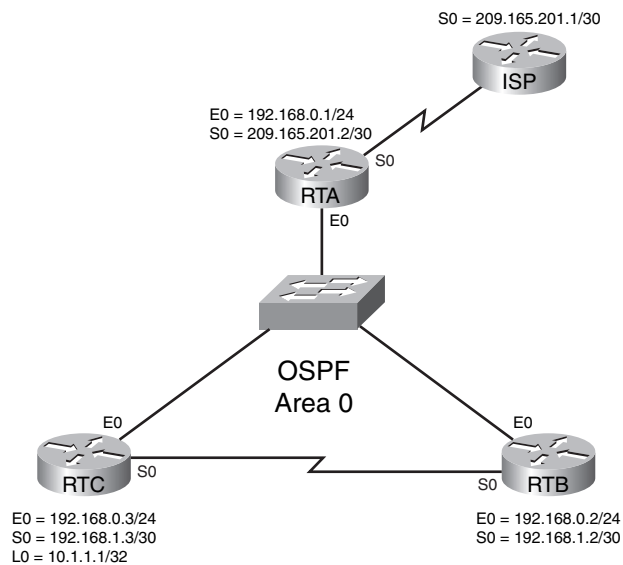 S0 = 209.165.201.1/30
ISP
E0 = 192.168.0.1/24
S0 = 209.165.201.2/30
S0
RTA
E0
OSPF
Area 0
E0
E0
RTC
S0
S0
RTB
E0 = 192.168.0.3/24
S0 = 192.168.1.3/30
L0 = 10.1.1.1/32
E0 = 192.168.0.2/24
S0 = 192.168.1.2/30